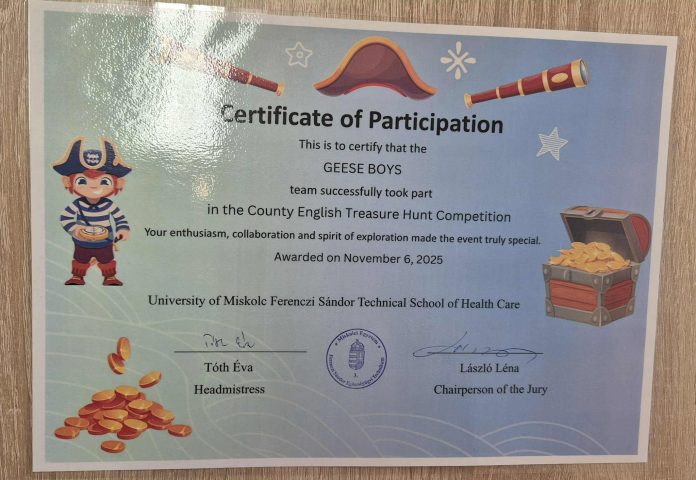 Certificate of Participation
This is to certify that the
GEESE BOYS
team successfully took part
in the County English Treasure Hunt Competition
Your enthusiasm, collaboration and spirit of exploration made the event truly special.
Awarded on November 6, 2025
University of Miskolc Ferenczi Sándor Technical School of Health Care
Tóth Éva
Headmistress
Miskolci Egyetem
3.
László Léna
Chairperson of the Jury